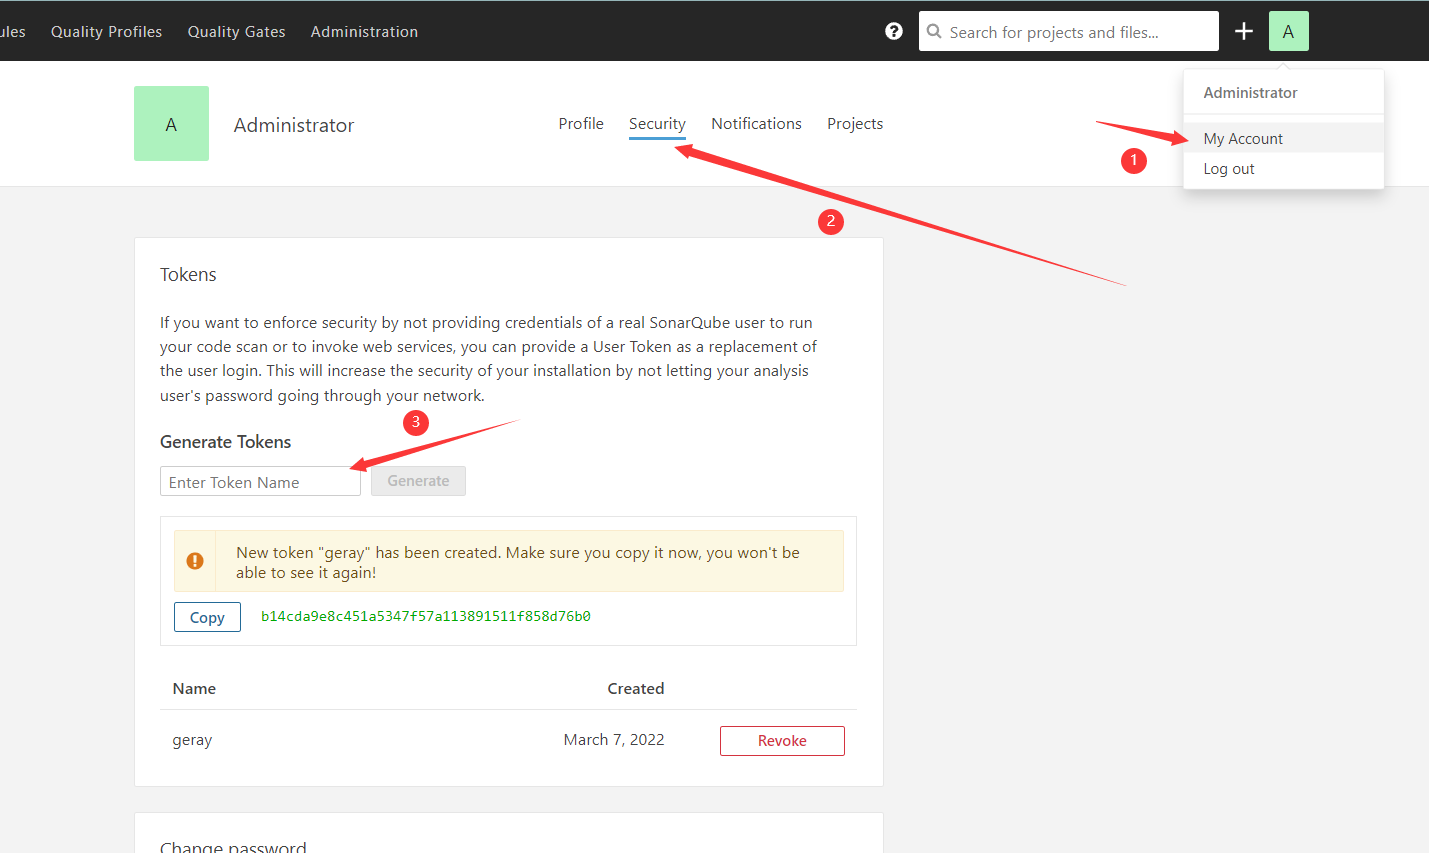 ules Quality Profiles Quality Gates Administration Search for projects and files... A
Administrator
My Account
Log out
1
A Administrator Profile Security Notifications Projects
2
Tokens
If you want to enforce security by not providing credentials of a real SonarQube user to run
your code scan or to invoke web services, you can provide a User Token as a replacement of
the user login. This will increase the security of your installation by not letting your analysis
user's password going through your network.
3
Generate Tokens
Enter Token Name Generate
New token "geray" has been created. Make sure you copy it now, you won't be
able to see it again!
Copy b14cda9e8c451a5347f57a113891511f858d76b0
Name Created
geray March 7, 2022 Revoke
Change password